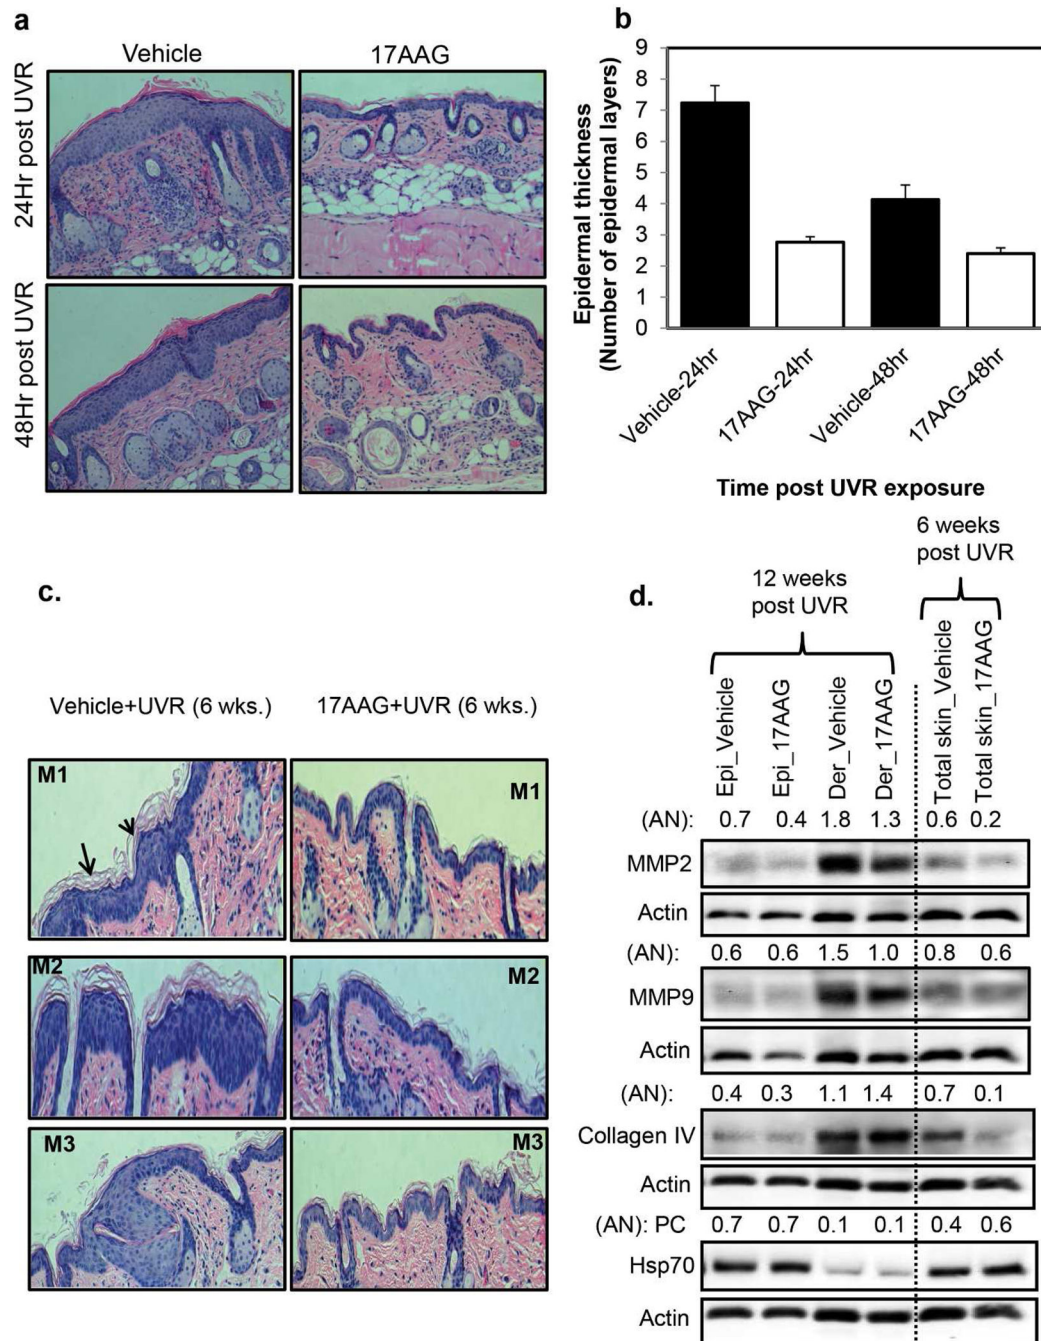 a
Vehicle
17AAG
24Hr post UVR
48Hr post UVR
b
Epidermal thickness
(Number of epidermal layers)
9
8
7
6
5
4
3
2
1
0
Vehicle-24hr
17AAG-24hr
Vehicle-48hr
17AAG-48hr
Time post UVR exposure
c.
Vehicle+UVR (6 wks.)
17AAG+UVR (6 wks.)
M1
M1
M2
M2
M3
M3
d.
12 weeks
post UVR
6 weeks
post UVR
Epi_Vehicle
Epi_17AAG
Der_Vehicle
Der_17AAG
Total skin_Vehicle
Total skin_17AAG
(AN): 0.7 0.4 1.8 1.3 0.6 0.2
MMP2
Actin
(AN): 0.6 0.6 1.5 1.0 0.8 0.6
MMP9
Actin
(AN): 0.4 0.3 1.1 1.4 0.7 0.1
Collagen IV
Actin
(AN): PC 0.7 0.7 0.1 0.1 0.4 0.6
Hsp70
Actin